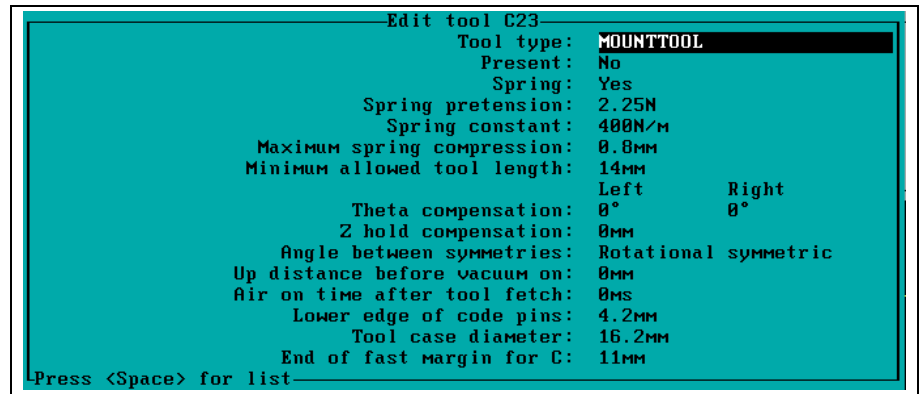 Edit tool C23
Tool type: MOUNTTOOL
Present: No
Spring: Yes
Spring pretension: 2.25N
Spring constant: 400N/m
Maximum spring compression: 0.8mm
Minimum allowed tool length: 14mm
Left Right
Theta compensation: 0° 0°
Z hold compensation: 0mm
Angle between symmetries: Rotational symmetric
Up distance before vacuum on: 0mm
Air on time after tool fetch: 0ms
Lower edge of code pins: 4.2mm
Tool case diameter: 16.2mm
End of fast margin for C: 11mm
Press <Space> for list